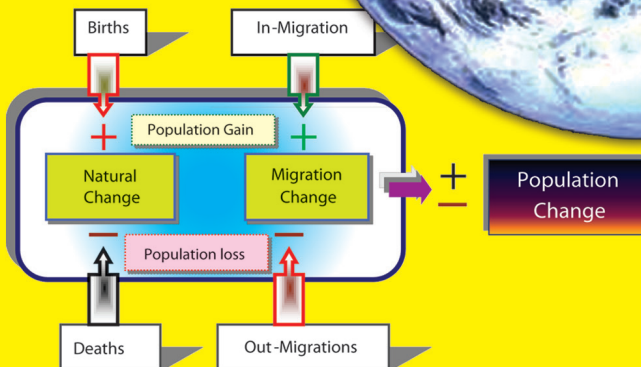 Births
In-Migration
+
Population Gain
+
Natural
Change
Migration
Change
+
−
Population
Change
−
Population loss
−
Deaths
Out-Migrations